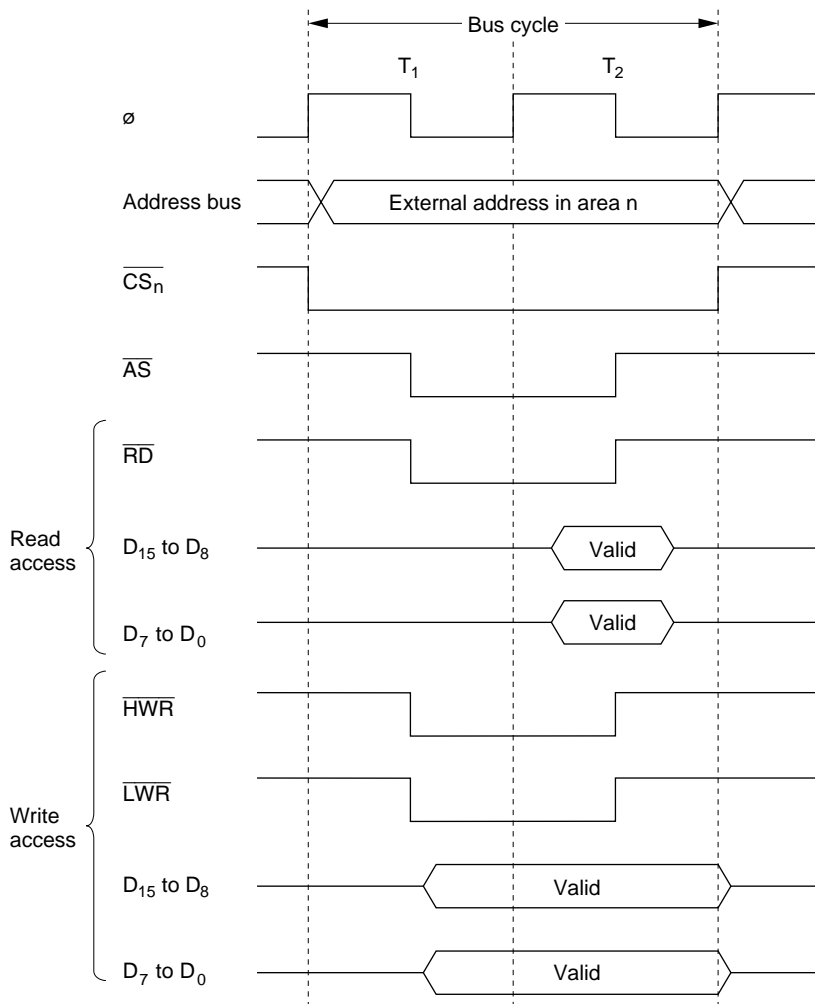 Bus cycle
T1 T2
ø
Address bus External address in area n
CSn
AS
RD
Read access
D15 to D8 Valid
D7 to D0 Valid
HWR
LWR
Write access
D15 to D8 Valid
D7 to D0 Valid